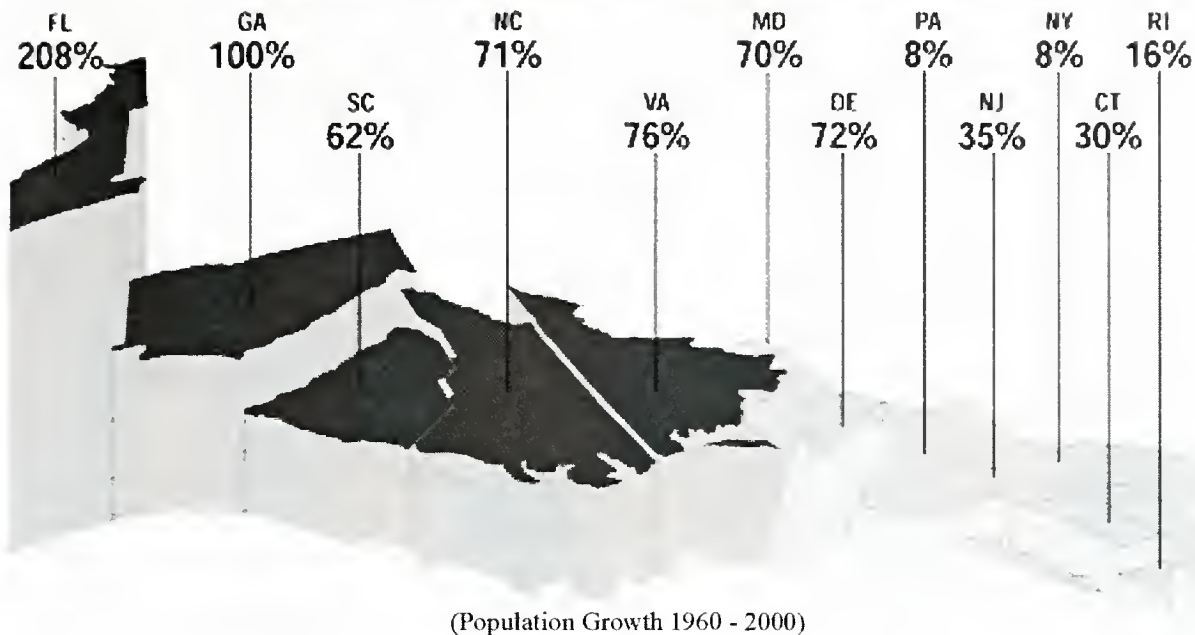 FL GA NC MD PA NY RI
208% 100% 71% 70% 8% 8% 16%
SC VA DE NJ CT
62% 76% 72% 35% 30%
(Population Growth 1960 - 2000)